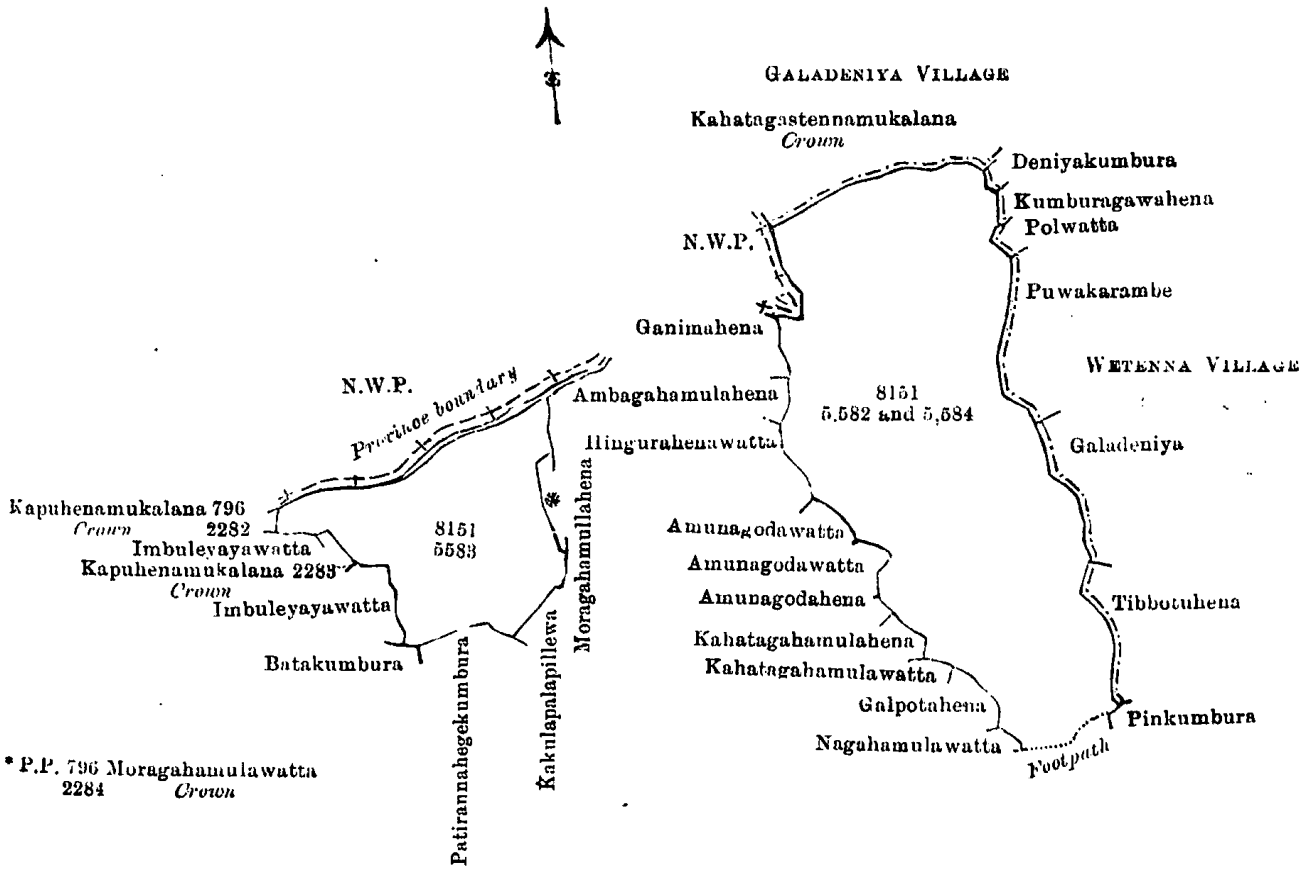 GALADENIYA VILLAGE
Kahatagastennamukalana
Crown
Deniyakumbura
Kumburagawahena
Polwatta
N.W.P.
Puwakarambe
Ganimahena
WETENNA VILLAGE
N.W.P.
Province boundary
Ambagahamulahena
8151
5,582 and 5,584
Hingurahenawatta
Galadeniya
Moragahamullahena
*
Kapuhenamukalana 796
Crown 2282
8151
5583
Amunagodawatta
Imbuleyayawatta
Kapuhenamukalana 2283
Crown
Amunagodawatta
Imbuleyayawatta
Amunagodahena
Tibbotuhena
Kahatagahamulahena
Batakumbura
Kahatagahamulawatta
Patirannahegekumbura
Kakulapalapillewa
Galpotahena
Pinkumbura
Nagahamulawatta
Footpath
* P.P. 796 Moragahamulawatta
2284 Crown